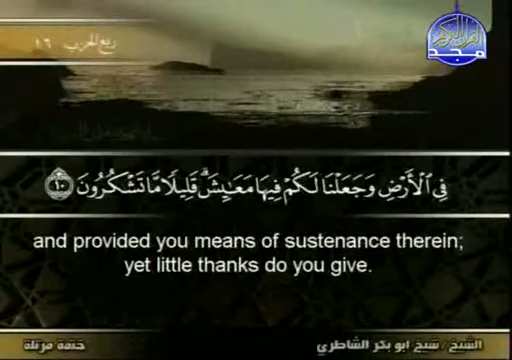 ربع الحزب ١٦
القرآن الكريم
مجد
فِي الْأَرْضِ وَجَعَلْنَا لَكُمْ فِيهَا مَعَايِشَ ۗ قَلِيلًا مَّا تَشْكُرُونَ ١٠
and provided you means of sustenance therein;
yet little thanks do you give.
الشيخ / شيخ ابو بكر الشاطري
ختمة مرتلة